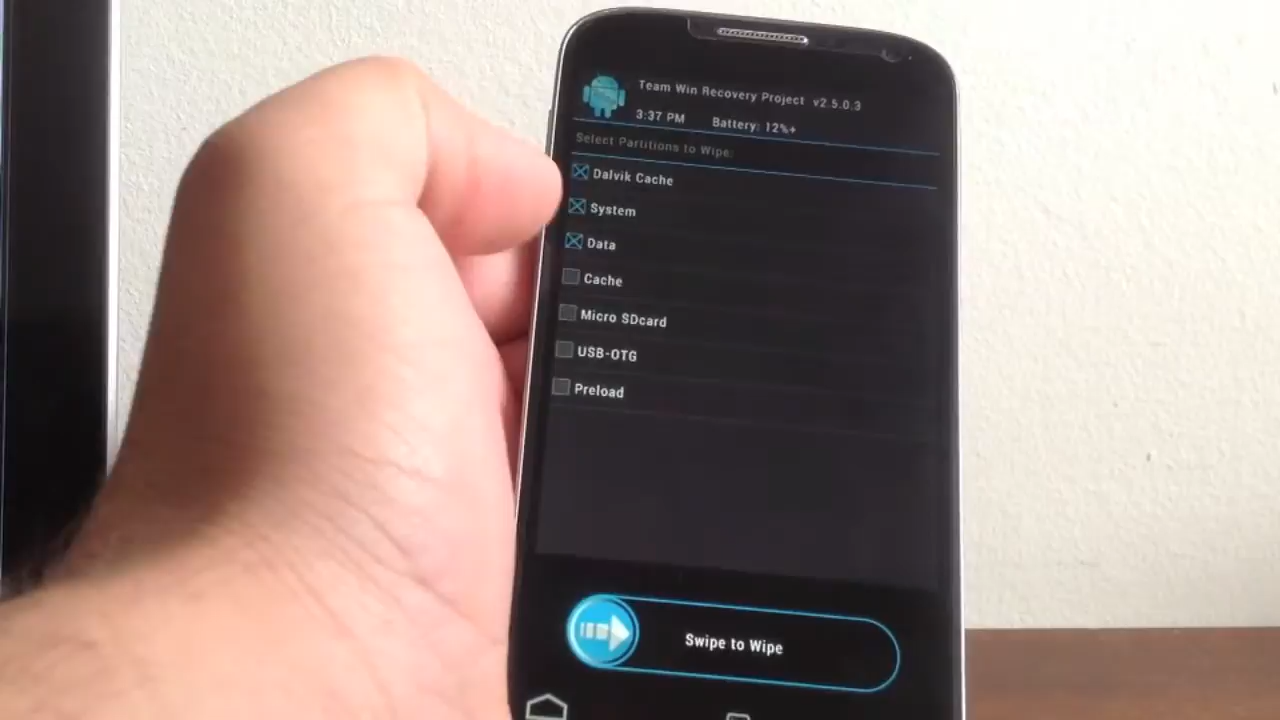 Team Win Recovery Project v2.5.0.3
3:37 PM Battery: 12%+
Select Partitions to Wipe:
Dalvik Cache
System
Data
Cache
Micro SDcard
USB-OTG
Preload
Swipe to Wipe